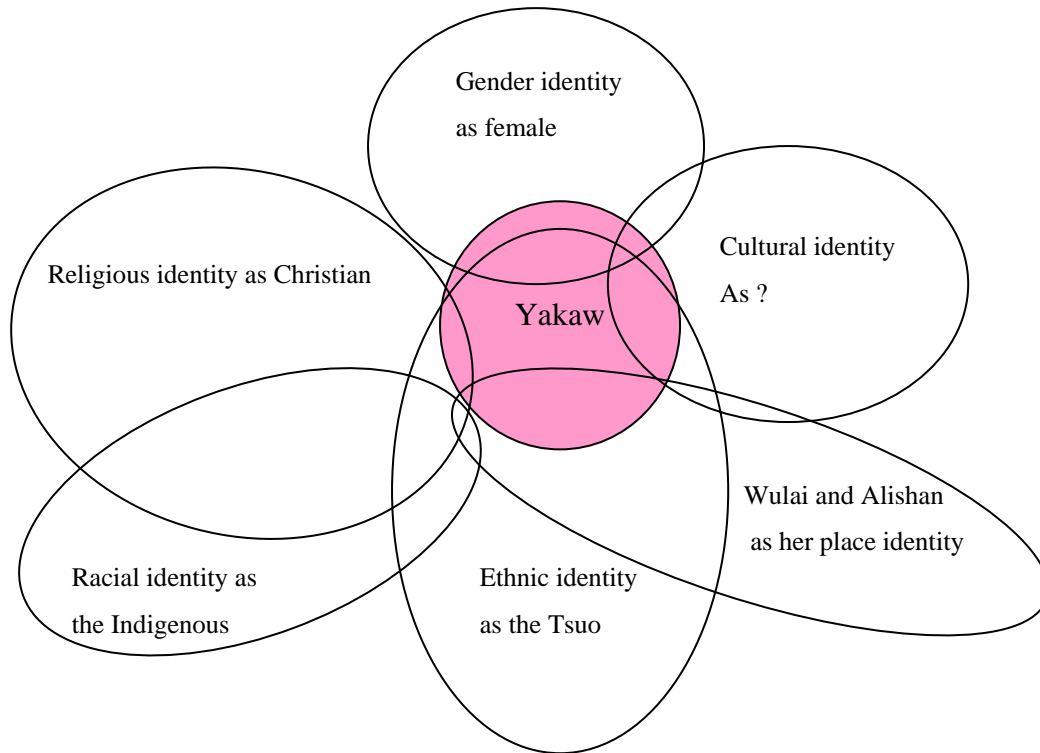 Gender identity
as female
Cultural identity
As ?
Religious identity as Christian
Yakaw
Wulai and Alishan
as her place identity
Racial identity as
the Indigenous
Ethnic identity
as the Tsuo